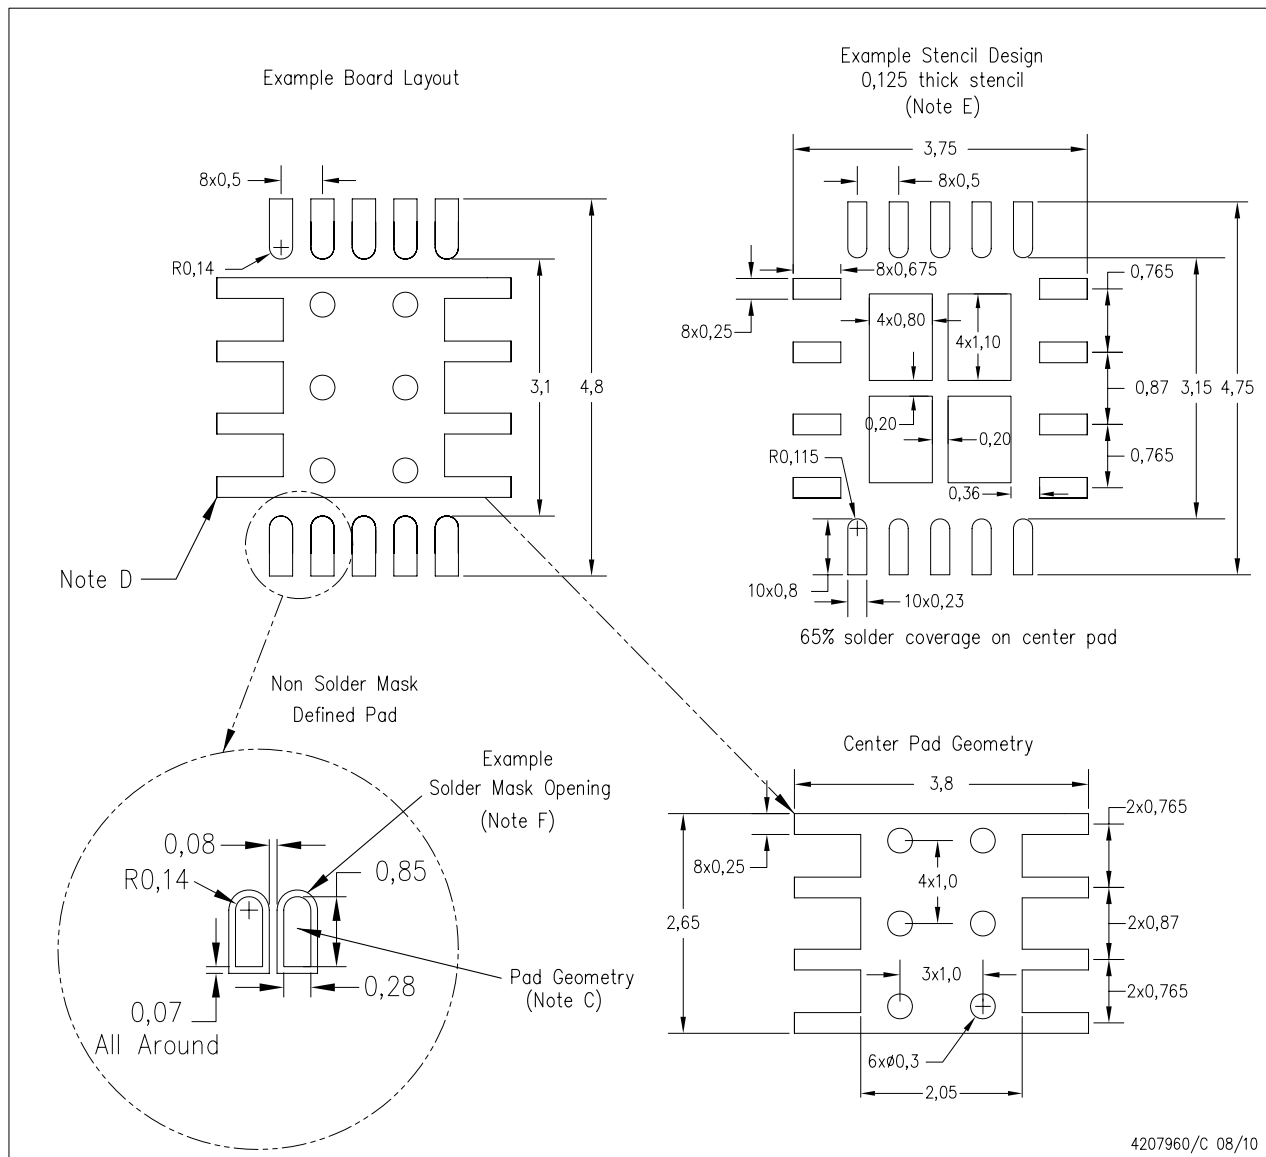 Example Board Layout
8x0,5
R0,14
3,1
4,8
Note D
Example Stencil Design
0,125 thick stencil
(Note E)
3,75
8x0,5
8x0,675
8x0,25
4x0,80
4x1,10
0,765
0,87
3,15
4,75
0,20
0,20
R0,115
0,765
0,36
10x0,8
10x0,23
65% solder coverage on center pad
Non Solder Mask
Defined Pad
Example
Solder Mask Opening
(Note F)
0,08
R0,14
0,85
0,28
0,07
All Around
Pad Geometry
(Note C)
Center Pad Geometry
3,8
8x0,25
2x0,765
4x1,0
2,65
2x0,87
3x1,0
2x0,765
6xø0,3
2,05
4207960/C 08/10